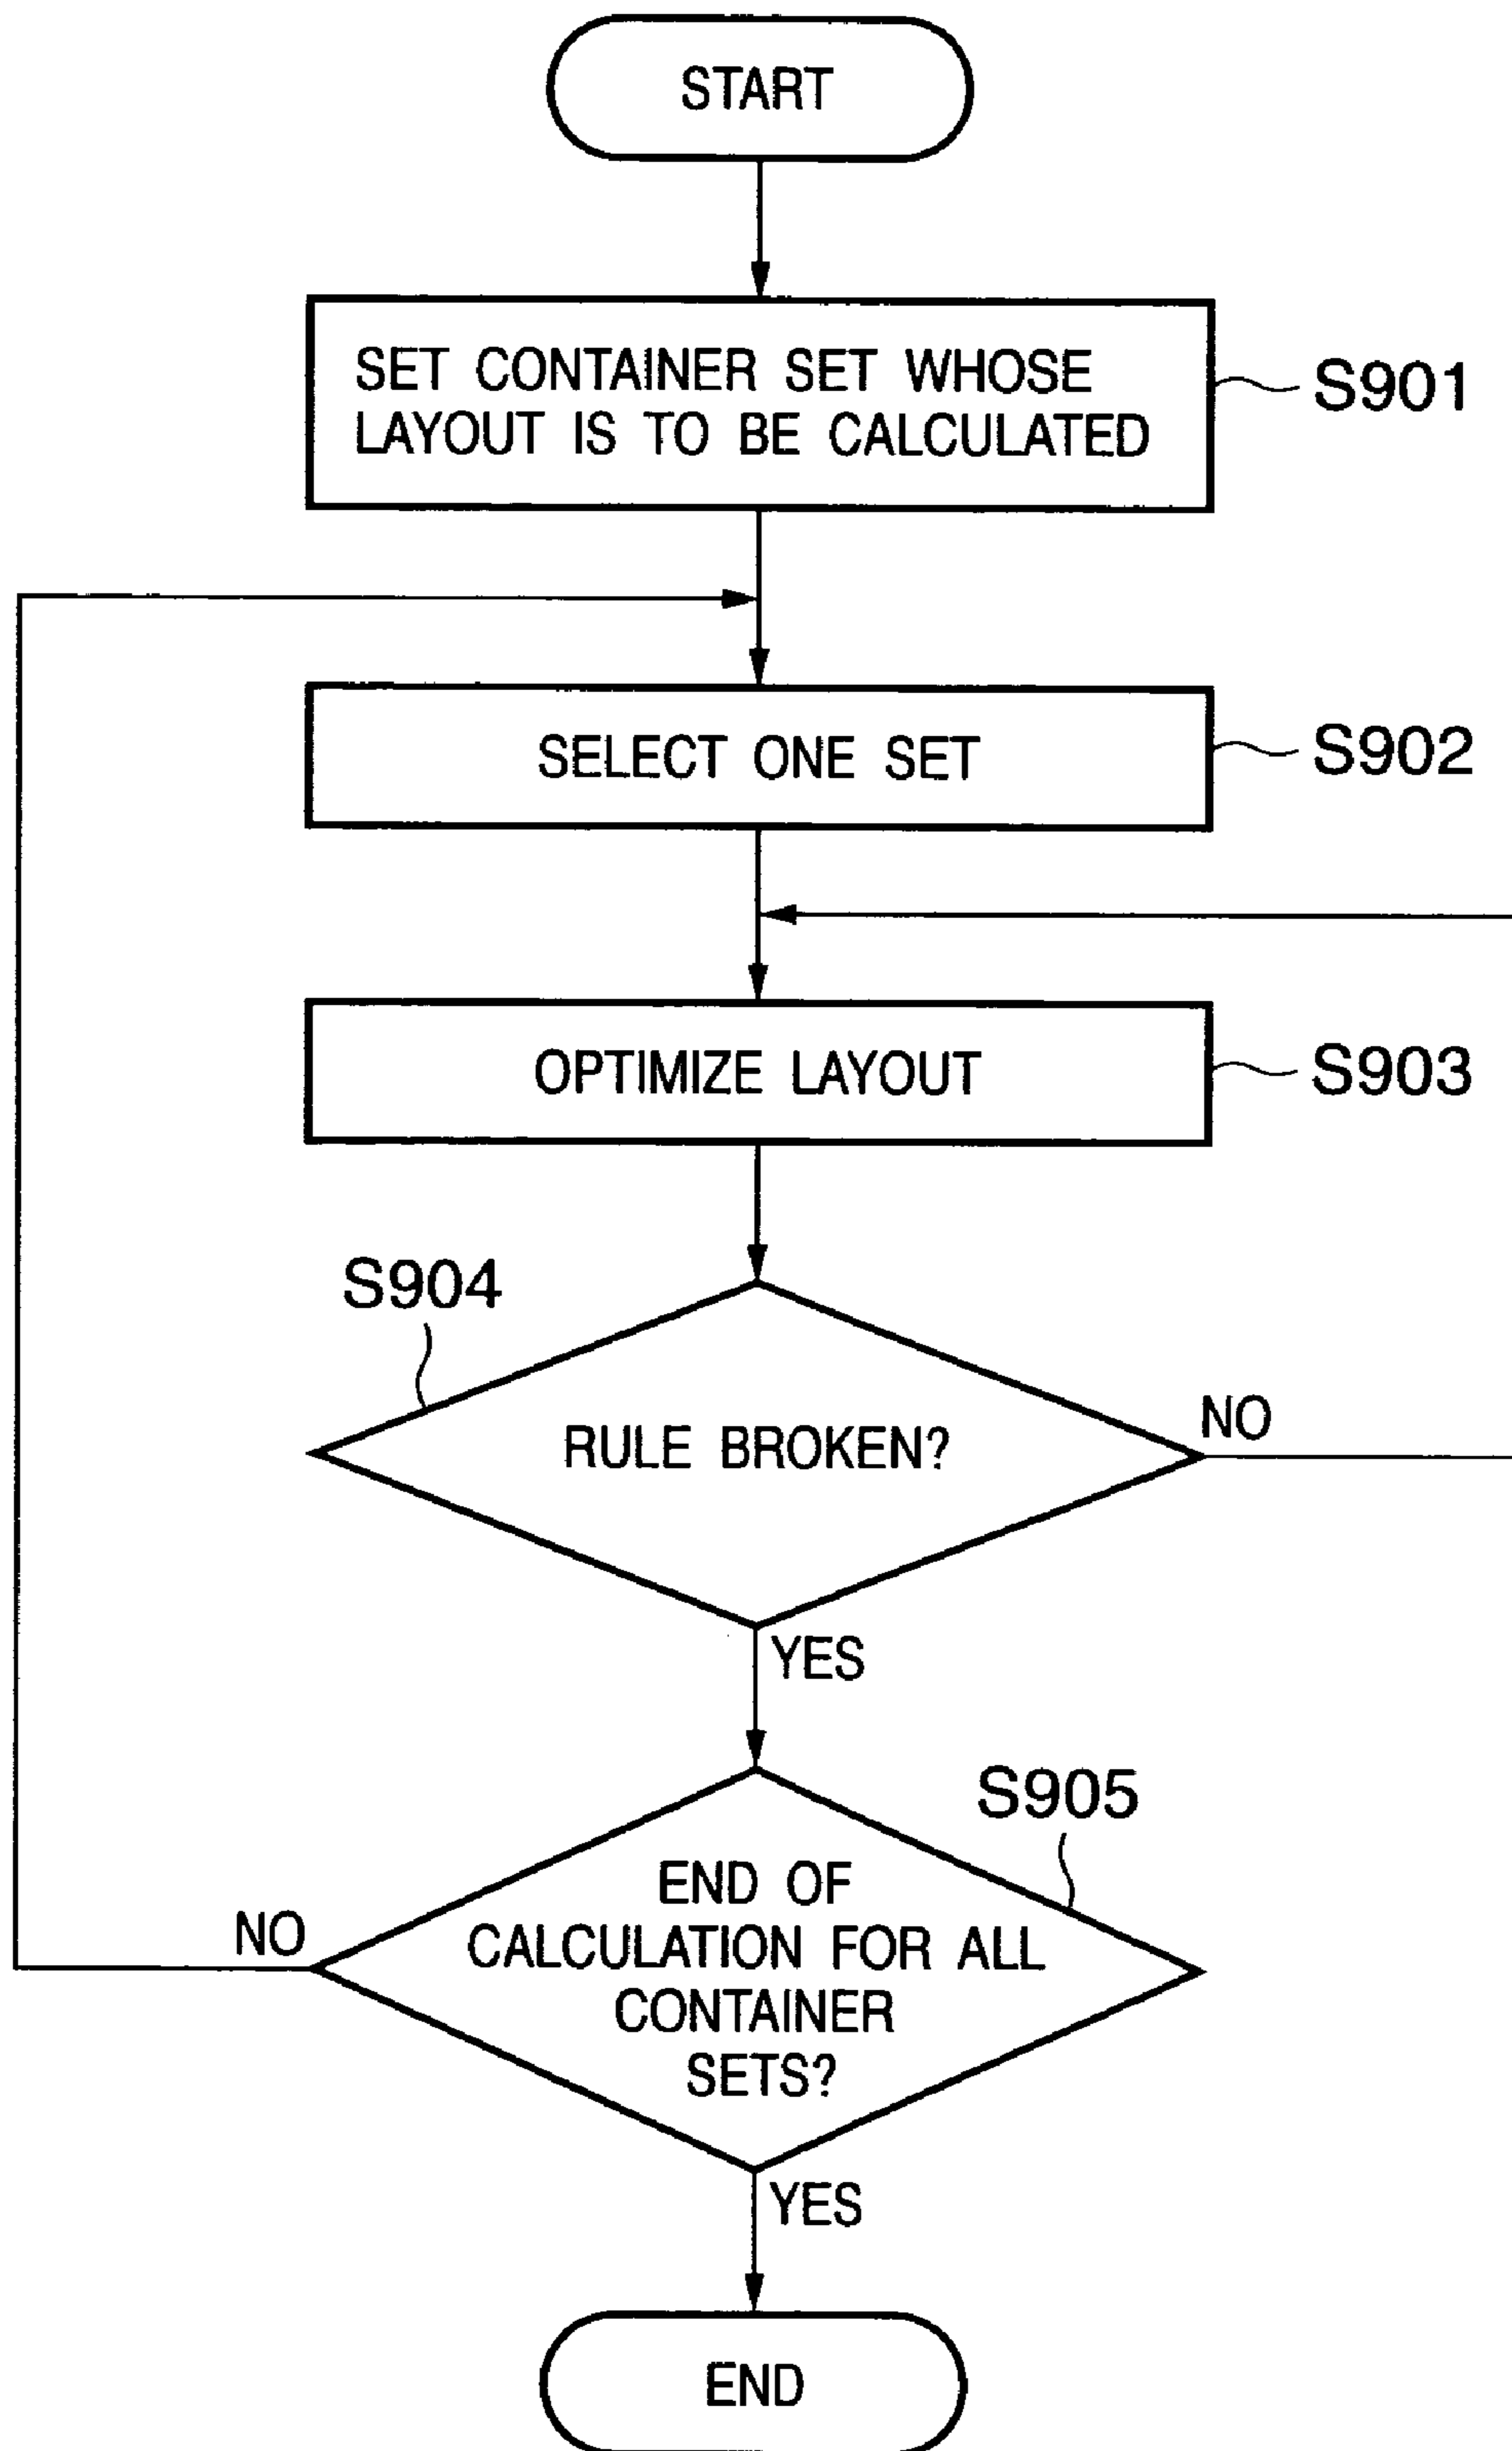 START
SET CONTAINER SET WHOSE
LAYOUT IS TO BE CALCULATED
S901
SELECT ONE SET
S902
OPTIMIZE LAYOUT
S903
S904
RULE BROKEN?
NO
YES
S905
END OF
CALCULATION FOR ALL
CONTAINER
SETS?
NO
YES
END